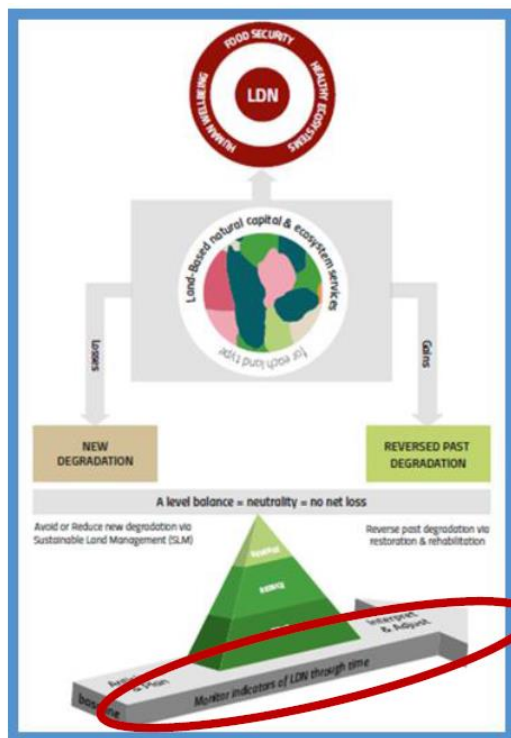 FOOD SECURITY
HUMAN WELLBEING
HEALTHY ECOSYSTEMS
LDN
Land-Based natural capital & ecosystem services
for each land type
Losses
Gains
NEW
DEGRADATION
REVERSED PAST
DEGRADATION
A level balance = neutrality = no net loss
Avoid or Reduce new degradation via
Sustainable Land Management (SLM)
Reverse past degradation via
restoration & rehabilitation
Interpret
& Adjust
& Plan
Monitor indicators of LDN through time
baseline